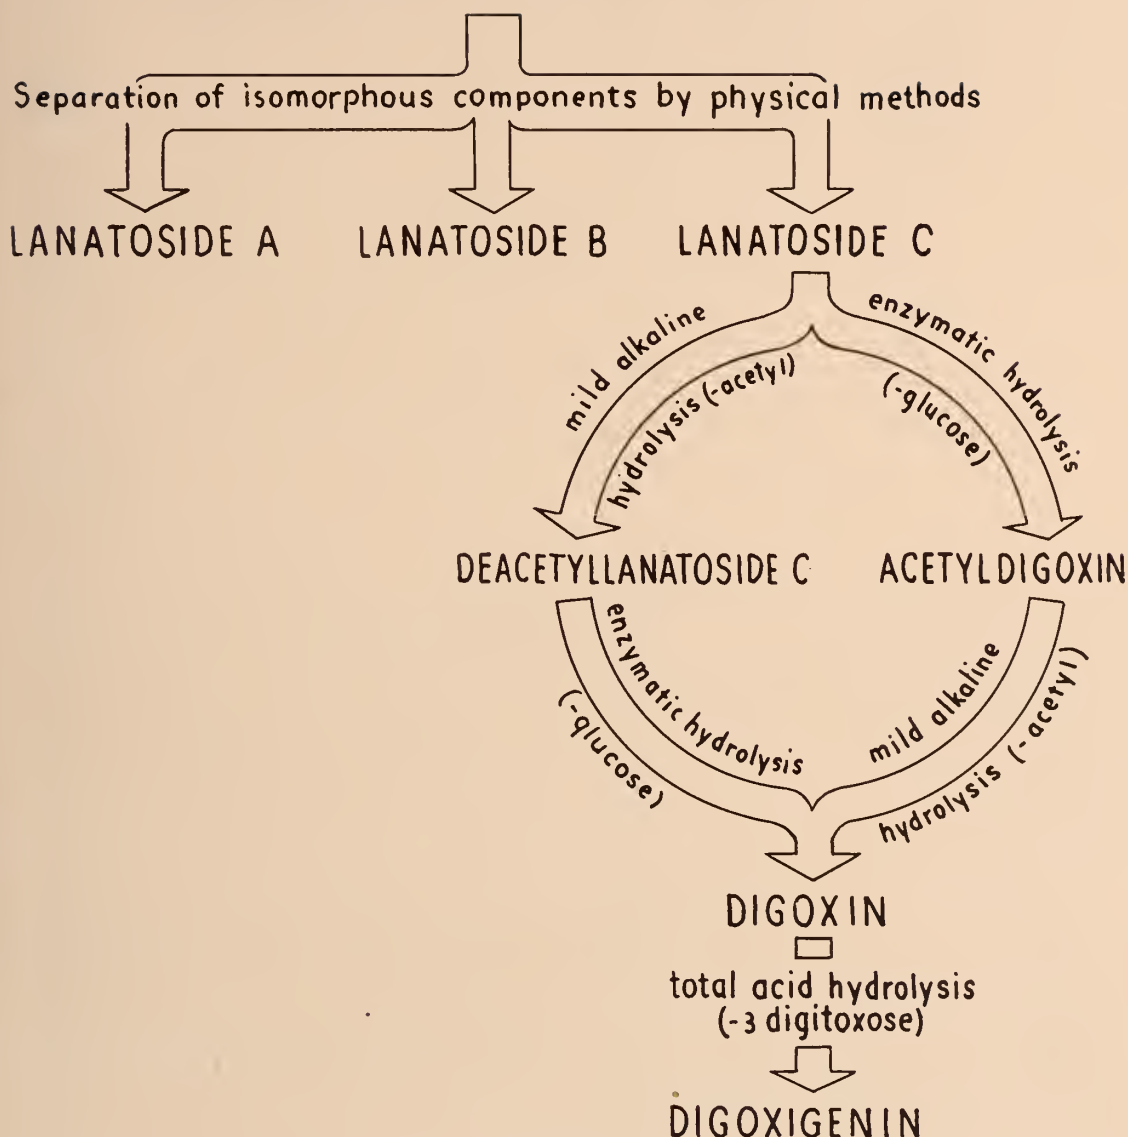 Separation of isomorphous components by physical methods
LANATOSIDE A LANATOSIDE B LANATOSIDE C
mild alkaline
hydrolysis (-acetyl)
enzymatic hydrolysis
(-glucose)
DEACETYLLANATOSIDE C ACETYLDIGOXIN
enzymatic hydrolysis
(-glucose)
mild alkaline
hydrolysis (-acetyl)
DIGOXIN
total acid hydrolysis
(-3 digitoxose)
DIGOXIGENIN